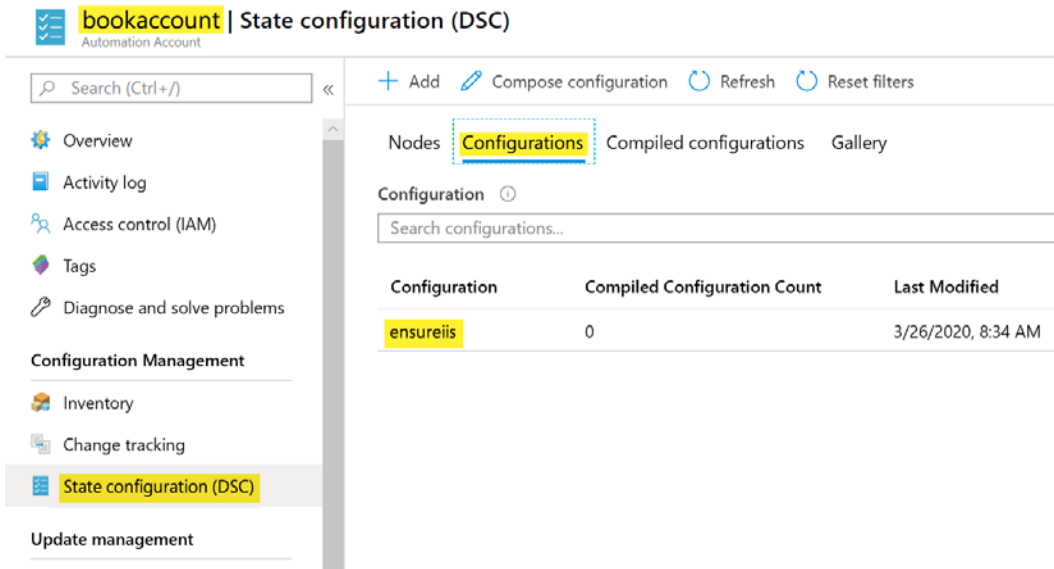 bookaccount | State configuration (DSC)
Automation Account
Search (Ctrl+/) «
Overview
Activity log
Access control (IAM)
Tags
Diagnose and solve problems
Configuration Management
Inventory
Change tracking
State configuration (DSC)
Update management
+ Add Compose configuration Refresh Reset filters
Nodes Configurations Compiled configurations Gallery
Configuration
Search configurations...
Configuration Compiled Configuration Count Last Modified
ensureiis 0 3/26/2020, 8:34 AM